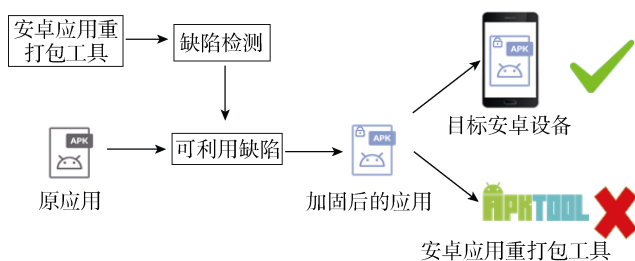 安卓应用重
打包工具
缺陷检测
APK
目标安卓设备
APK
可利用缺陷
APK
原应用
加固后的应用
APKTOOL
安卓应用重打包工具